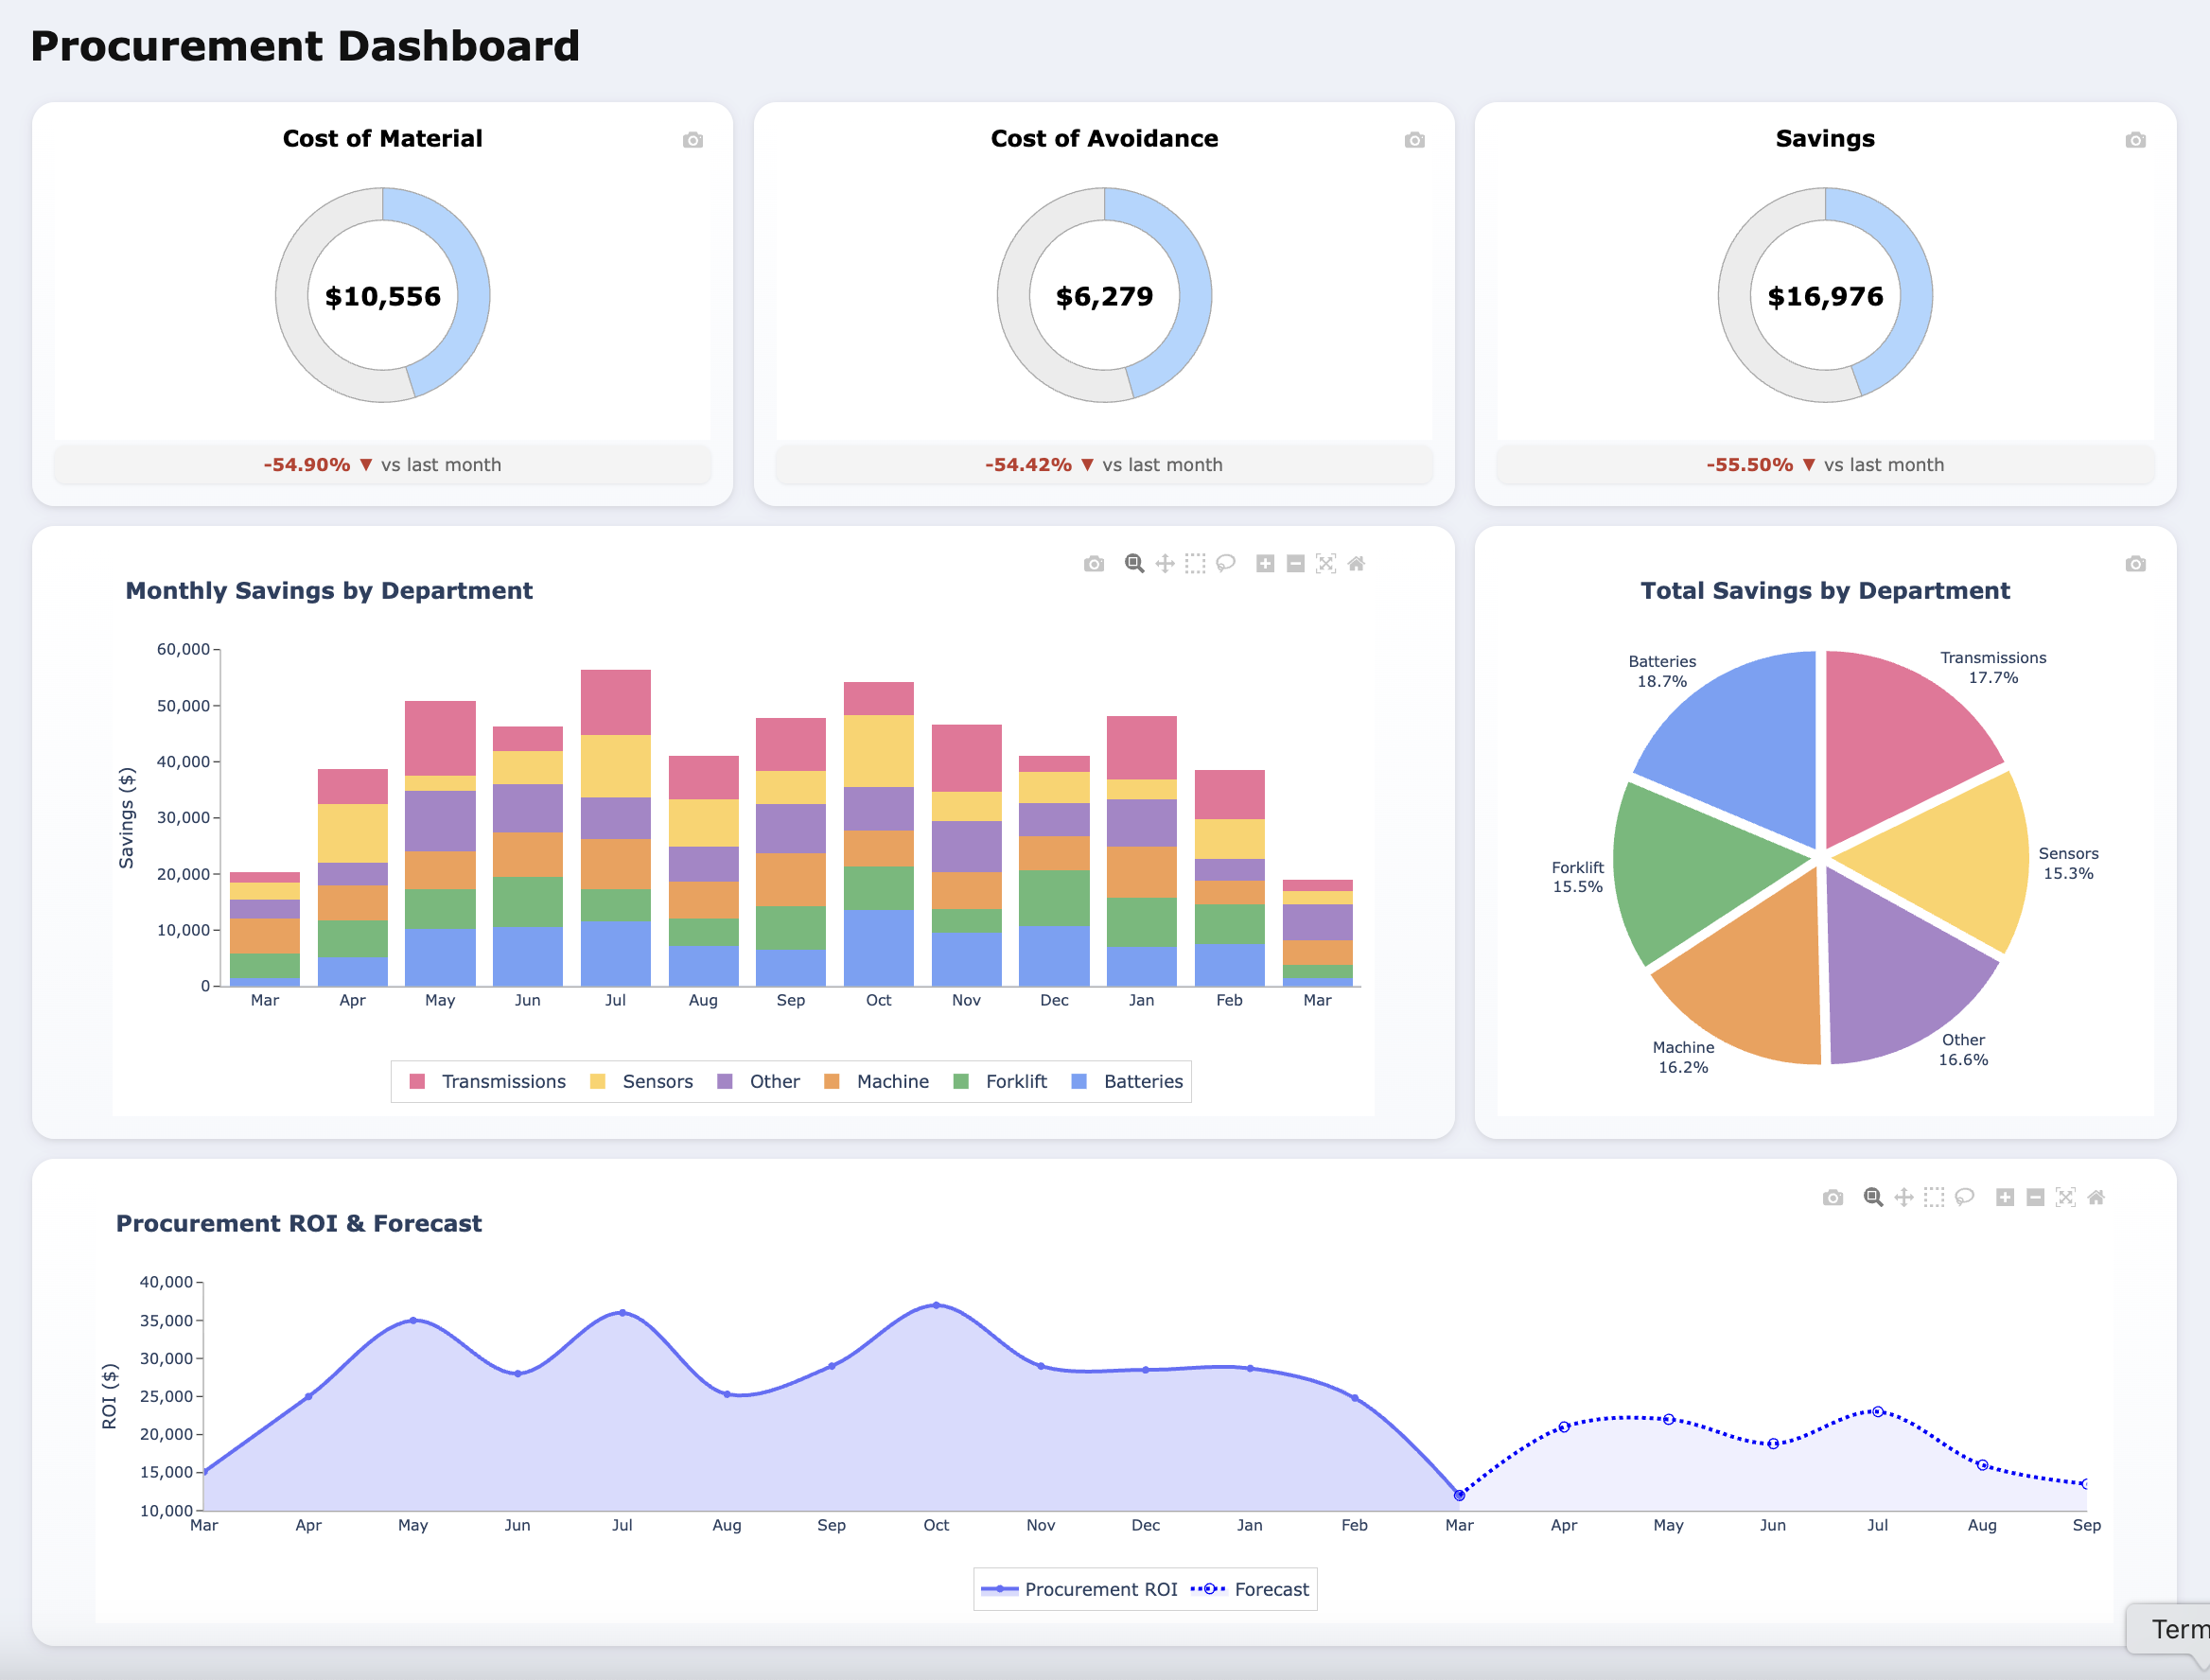 Procurement Dashboard
Cost of Material
$10,556
-54.90% ▼ vs last month
Cost of Avoidance
$6,279
-54.42% ▼ vs last month
Savings
$16,976
-55.50% ▼ vs last month
Monthly Savings by Department
Savings ($)
60,000
50,000
40,000
30,000
20,000
10,000
0
Mar Apr May Jun Jul Aug Sep Oct Nov Dec Jan Feb Mar
Transmissions Sensors Other Machine Forklift Batteries
Total Savings by Department
Batteries
18.7%
Transmissions
17.7%
Sensors
15.3%
Forklift
15.5%
Other
16.6%
Machine
16.2%
Procurement ROI & Forecast
ROI ($)
40,000
35,000
30,000
25,000
20,000
15,000
10,000
Mar Apr May Jun Jul Aug Sep Oct Nov Dec Jan Feb Mar Apr May Jun Jul Aug Sep
Procurement ROI Forecast
Term